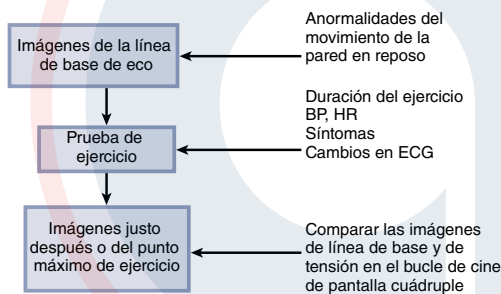 Imágenes de la línea
de base de eco
Anormalidades del
movimiento de la
pared en reposo
Prueba de
ejercicio
Duración del ejercicio
BP, HR
Síntomas
Cambios en ECG
Imágenes justo
después o del punto
máximo de ejercicio
Comparar las imágenes
de línea de base y de
tensión en el bucle de cine
de pantalla cuádruple